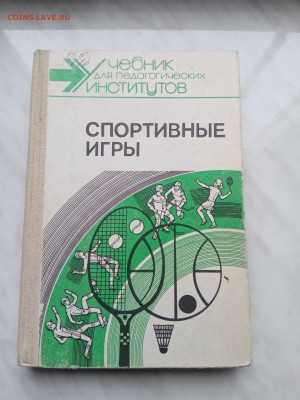 COINS.LAVE.RU
учебник
для педагогических
институтов
СПОРТИВНЫЕ
ИГРЫ